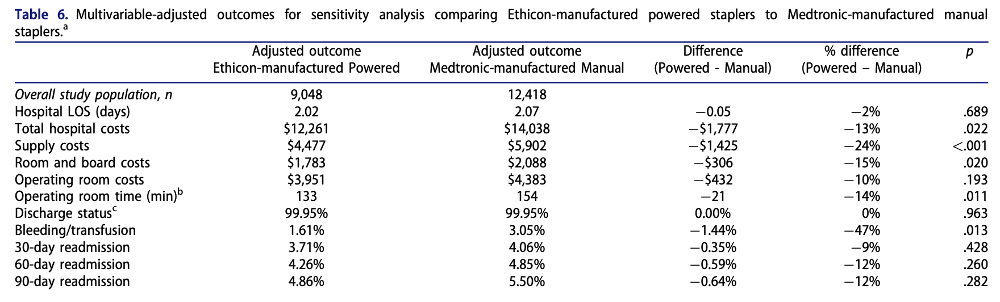 Table 6. Multivariable-adjusted outcomes for sensitivity analysis comparing Ethicon-manufactured powered staplers to Medtronic-manufactured manual
staplers.a
Adjusted outcome Adjusted outcome Difference % difference p
Ethicon-manufactured Powered Medtronic-manufactured Manual (Powered - Manual) (Powered – Manual)
Overall study population, n 9,048 12,418
Hospital LOS (days) 2.02 2.07 −0.05 −2% .689
Total hospital costs $12,261 $14,038 −$1,777 −13% .022
Supply costs $4,477 $5,902 −$1,425 −24% <.001
Room and board costs $1,783 $2,088 −$306 −15% .020
Operating room costs $3,951 $4,383 −$432 −10% .193
Operating room time (min)b 133 154 −21 −14% .011
Discharge statusc 99.95% 99.95% 0.00% 0% .963
Bleeding/transfusion 1.61% 3.05% −1.44% −47% .013
30-day readmission 3.71% 4.06% −0.35% −9% .428
60-day readmission 4.26% 4.85% −0.59% −12% .260
90-day readmission 4.86% 5.50% −0.64% −12% .282